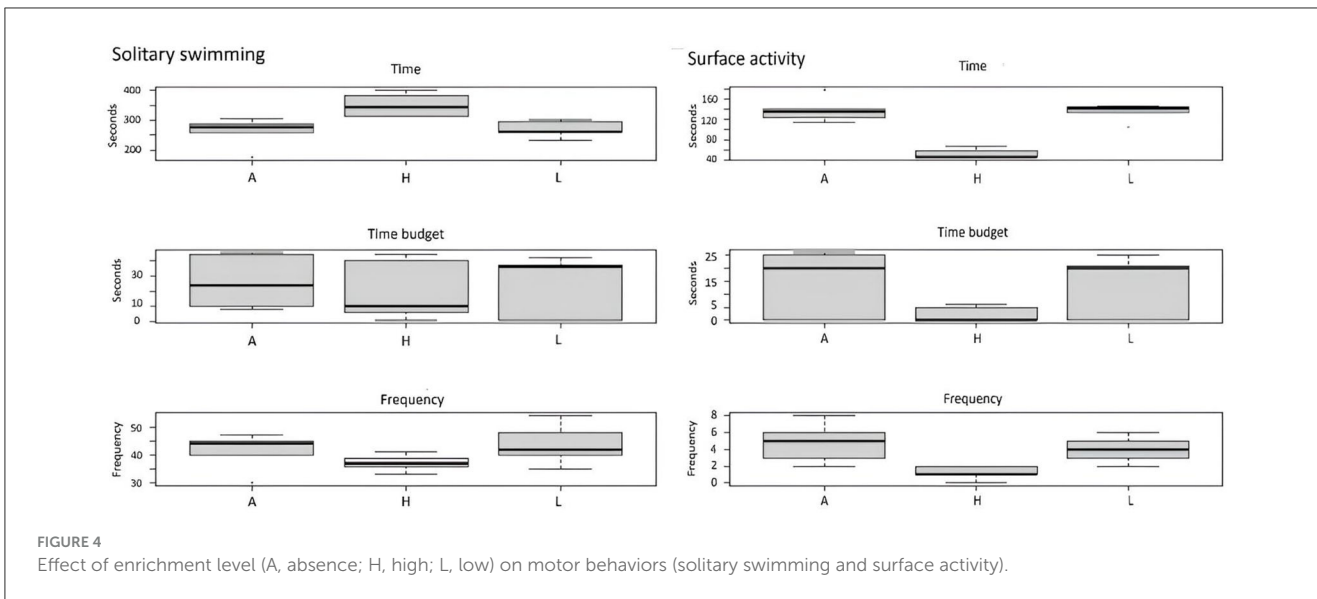 Solitary swimming
Time
Seconds
400
300
200
A H L
Time budget
Seconds
30
10
0
A H L
Frequency
Frequency
50
40
30
A H L
Surface activity
Time
Seconds
160
120
80
40
A H L
Time budget
Seconds
25
15
5
0
A H L
Frequency
Frequency
8
6
4
2
0
A H L
FIGURE 4
Effect of enrichment level (A, absence; H, high; L, low) on motor behaviors (solitary swimming and surface activity).